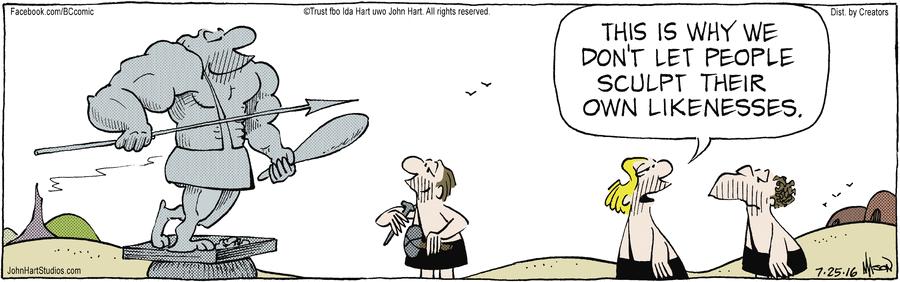 Facebook.com/BCcomic
©Trust fbo Ida Hart uwo John Hart. All rights reserved.
Dist. by Creators
THIS IS WHY WE
DON'T LET PEOPLE
SCULPT THEIR
OWN LIKENESSES.
JohnHartStudios.com
7-25-16 MASON